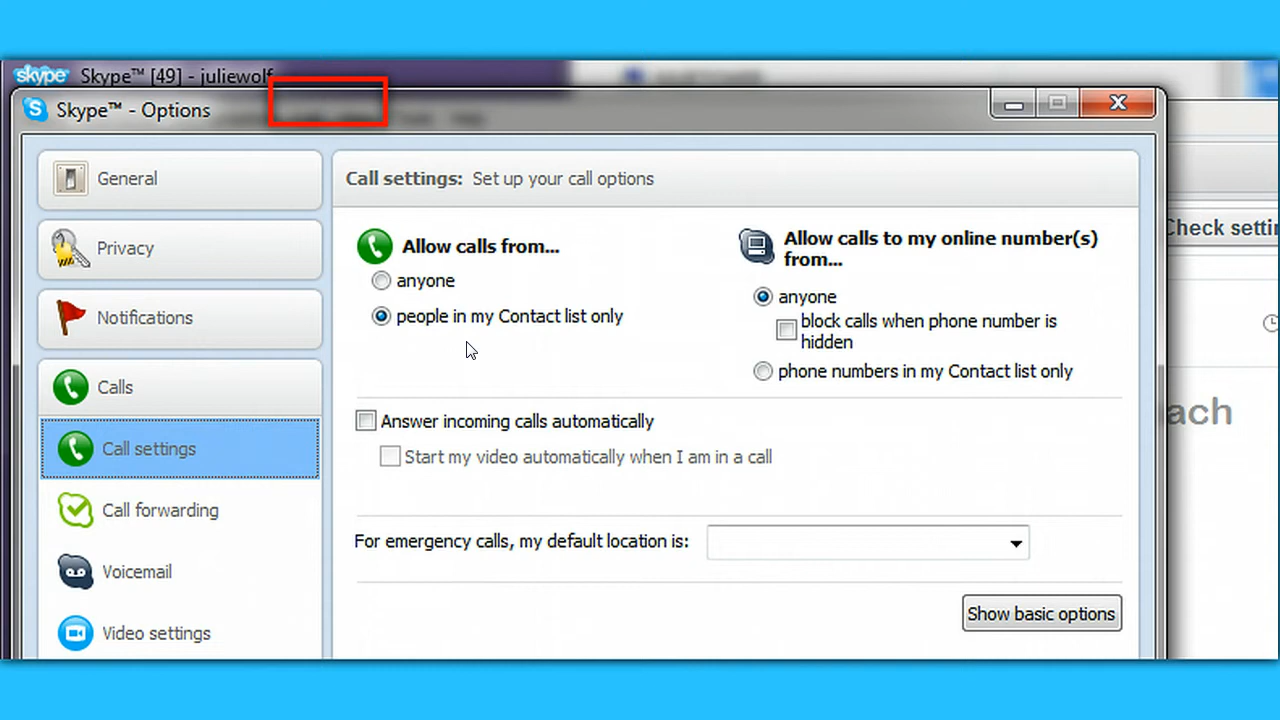 skype Skype™ [49] - juliewolf
Skype™ - Options
General
Privacy
Notifications
Calls
Call settings
Call forwarding
Voicemail
Video settings
Call settings: Set up your call options
Allow calls from...
anyone
people in my Contact list only
Allow calls to my online number(s)
from...
anyone
block calls when phone number is
hidden
phone numbers in my Contact list only
Answer incoming calls automatically
Start my video automatically when I am in a call
For emergency calls, my default location is:
Show basic options
Check settin
ach